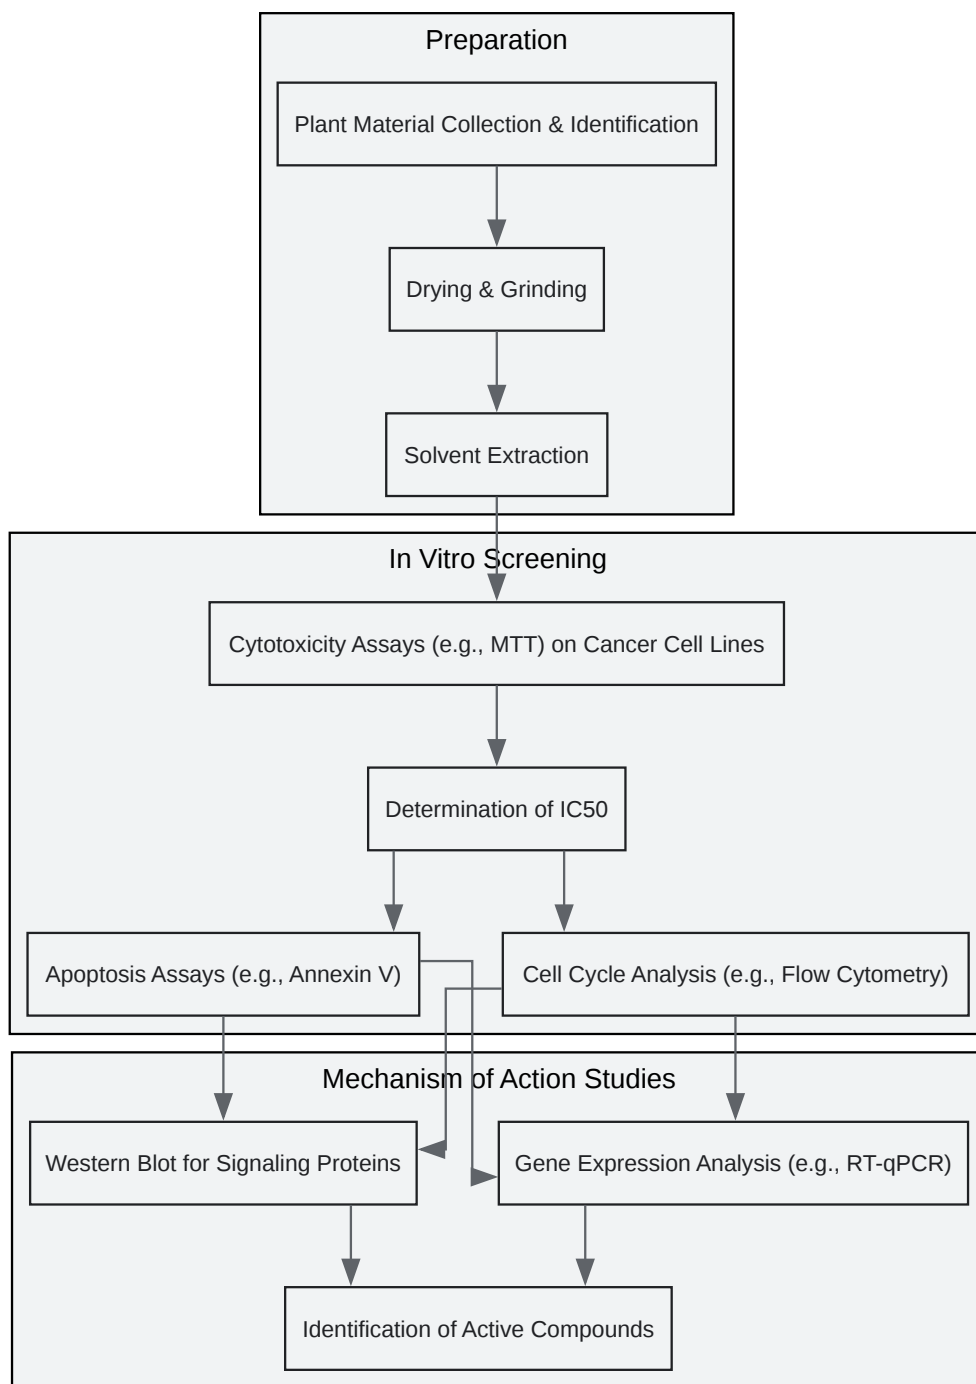 Preparation
Plant Material Collection & Identification
Drying & Grinding
Solvent Extraction
In Vitro Screening
Cytotoxicity Assays (e.g., MTT) on Cancer Cell Lines
Determination of IC50
Apoptosis Assays (e.g., Annexin V)
Cell Cycle Analysis (e.g., Flow Cytometry)
Mechanism of Action Studies
Western Blot for Signaling Proteins
Gene Expression Analysis (e.g., RT-qPCR)
Identification of Active Compounds